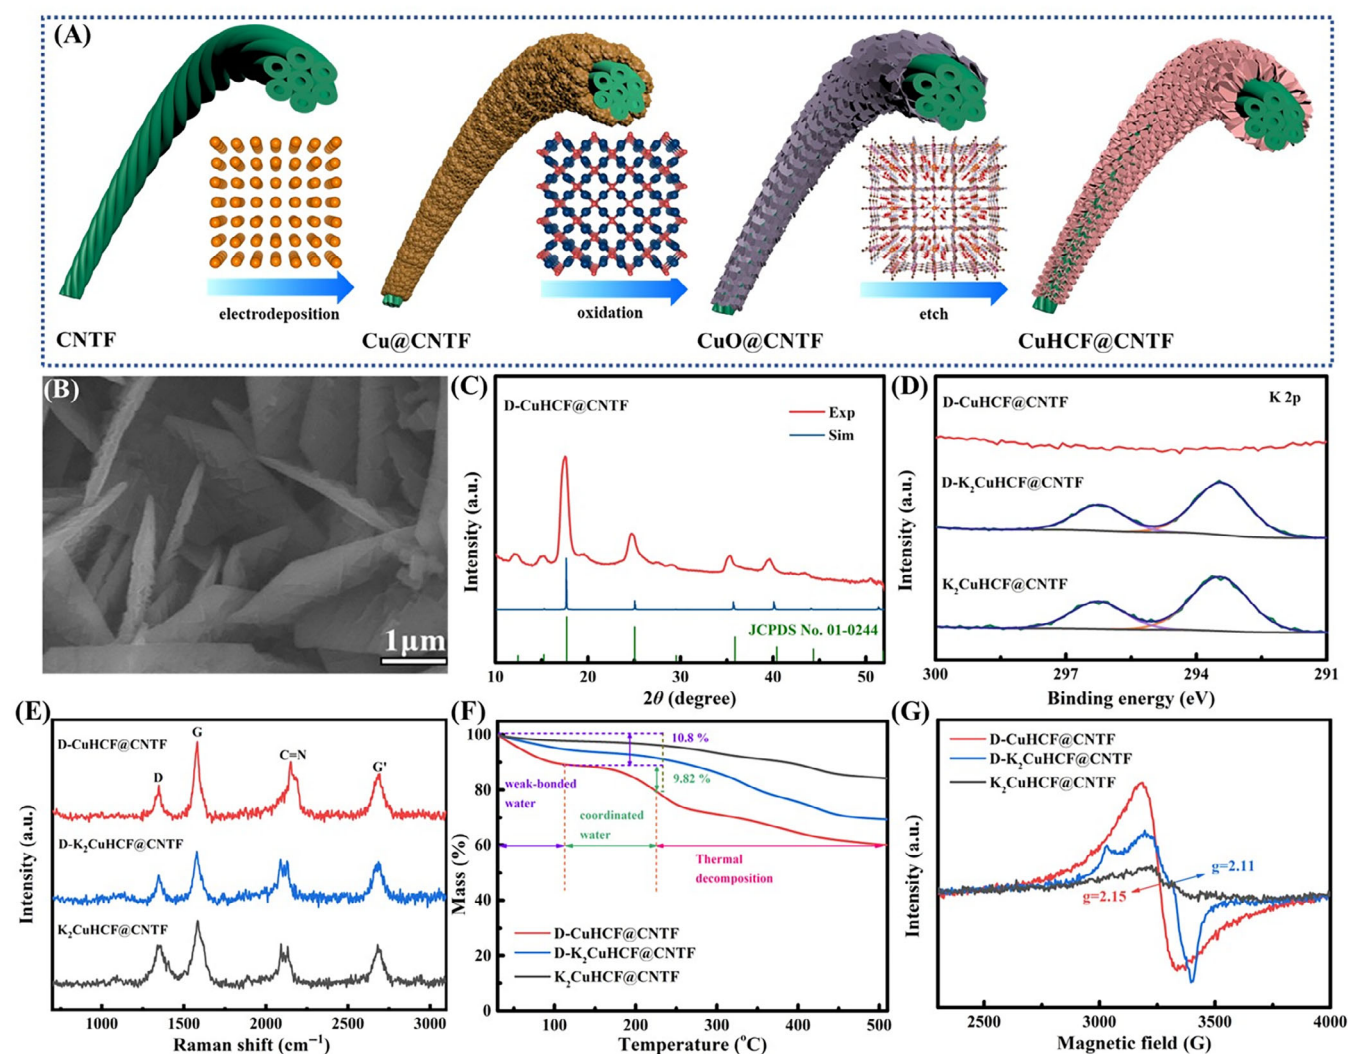 (A)
electrodeposition
oxidation
etch
CNTF
Cu@CNTF
CuO@CNTF
CuHCF@CNTF
(B)
1μm
(C)
D-CuHCF@CNTF
Exp
Sim
JCPDS No. 01-0244
Intensity (a.u.)
10 20 30 40 50
2θ (degree)
(D)
D-CuHCF@CNTF
K 2p
D-K₂CuHCF@CNTF
K₂CuHCF@CNTF
Intensity (a.u.)
300 297 294 291
Binding energy (eV)
(E)
D-CuHCF@CNTF
D
G
C=N
G'
D-K₂CuHCF@CNTF
K₂CuHCF@CNTF
Intensity (a.u.)
1000 1500 2000 2500 3000
Raman shift (cm⁻¹)
(F)
100
80
60
40
20
0
Mass (%)
10.8 %
9.82 %
weak-bonded
water
coordinated
water
Thermal
decomposition
D-CuHCF@CNTF
D-K₂CuHCF@CNTF
K₂CuHCF@CNTF
100 200 300 400 500
Temperature (°C)
(G)
D-CuHCF@CNTF
D-K₂CuHCF@CNTF
K₂CuHCF@CNTF
g=2.11
g=2.15
Intensity (a.u.)
2500 3000 3500 4000
Magnetic field (G)